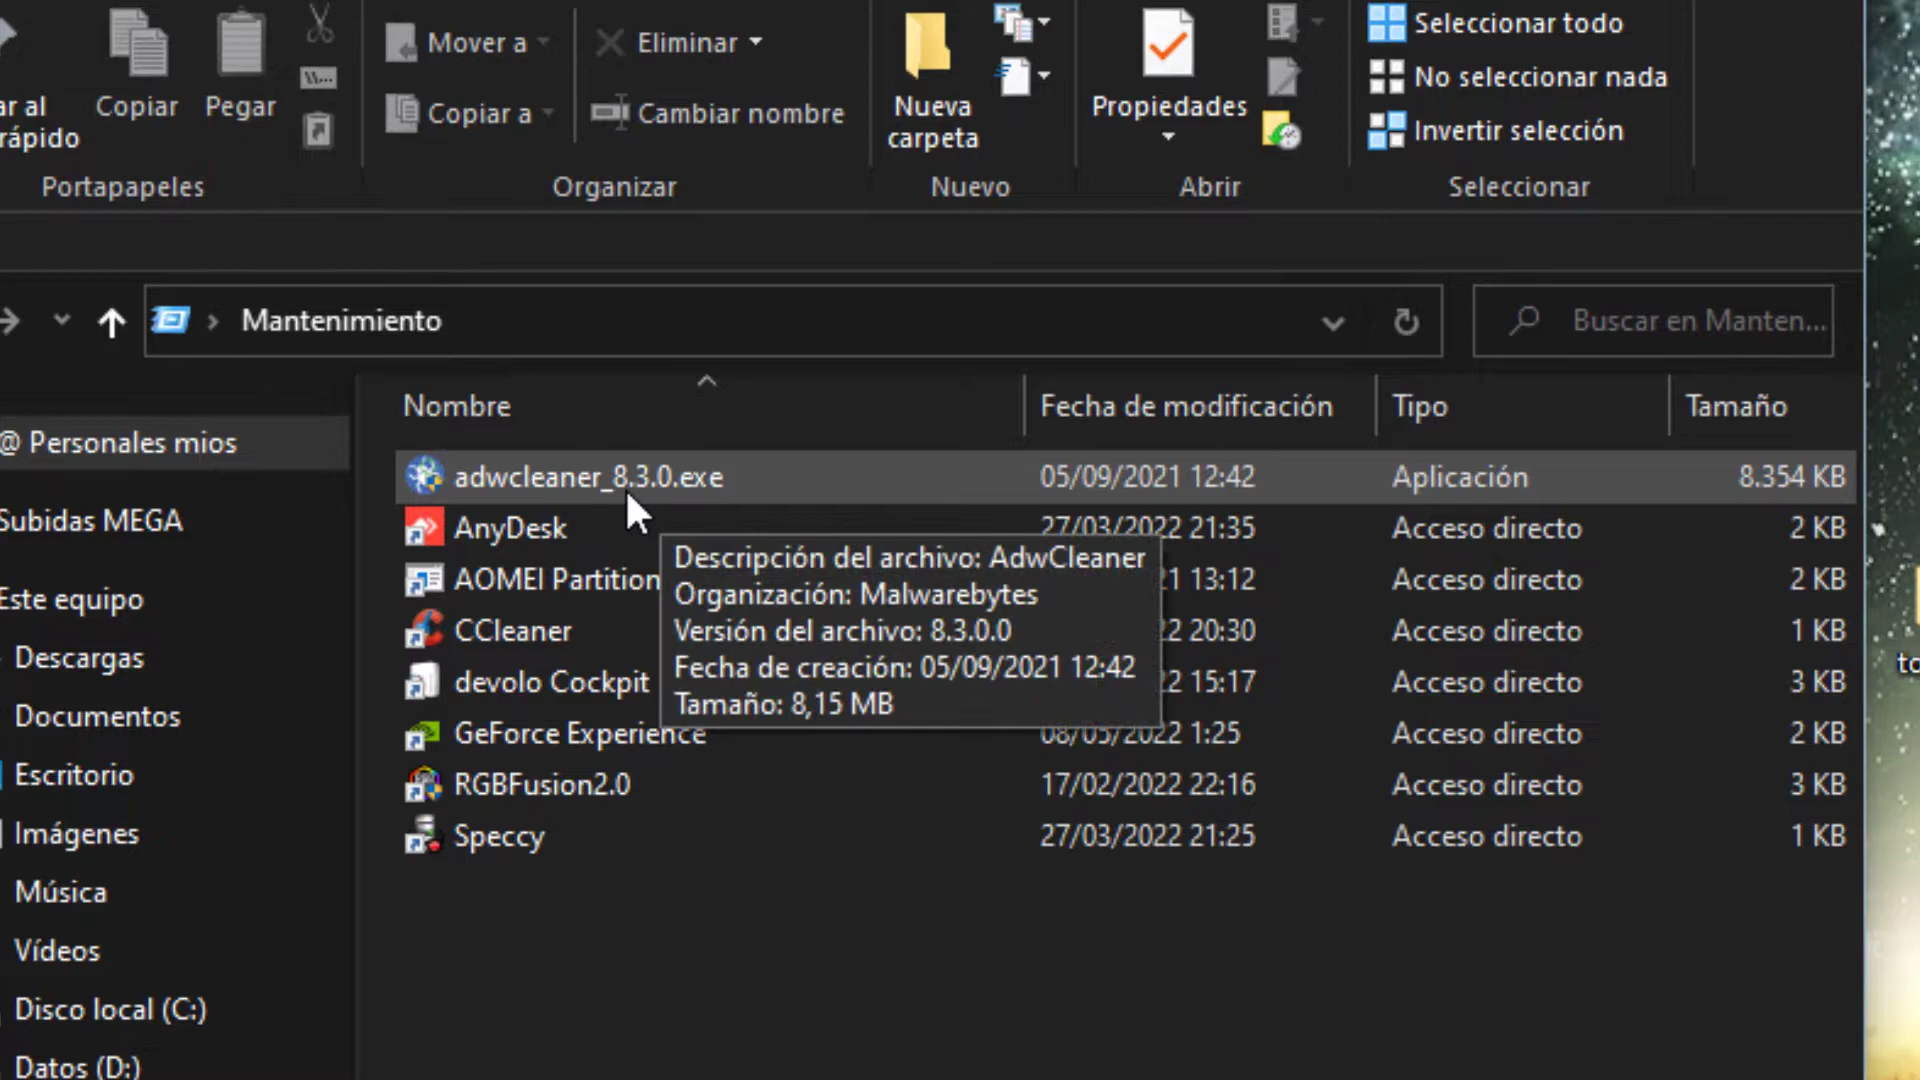 ar al
rápido
Copiar
Pegar
Portapapeles
Mover a
Copiar a
Eliminar
Cambiar nombre
Organizar
Nueva
carpeta
Nuevo
Propiedades
Abrir
Seleccionar todo
No seleccionar nada
Invertir selección
Seleccionar
Mantenimiento
Buscar en Manten...
@ Personales mios
Subidas MEGA
Este equipo
Descargas
Documentos
Escritorio
Imágenes
Música
Vídeos
Disco local (C:)
Datos (D:)
Nombre Fecha de modificación Tipo Tamaño
adwcleaner_8.3.0.exe 05/09/2021 12:42 Aplicación 8.354 KB
AnyDesk 27/03/2022 21:35 Acceso directo 2 KB
AOMEI Partition 21 13:12 Acceso directo 2 KB
CCleaner 22 20:30 Acceso directo 1 KB
devolo Cockpit 22 15:17 Acceso directo 3 KB
GeForce Experience 08/05/2022 1:25 Acceso directo 2 KB
RGBFusion2.0 17/02/2022 22:16 Acceso directo 3 KB
Speccy 27/03/2022 21:25 Acceso directo 1 KB
Descripción del archivo: AdwCleaner
Organización: Malwarebytes
Versión del archivo: 8.3.0.0
Fecha de creación: 05/09/2021 12:42
Tamaño: 8,15 MB